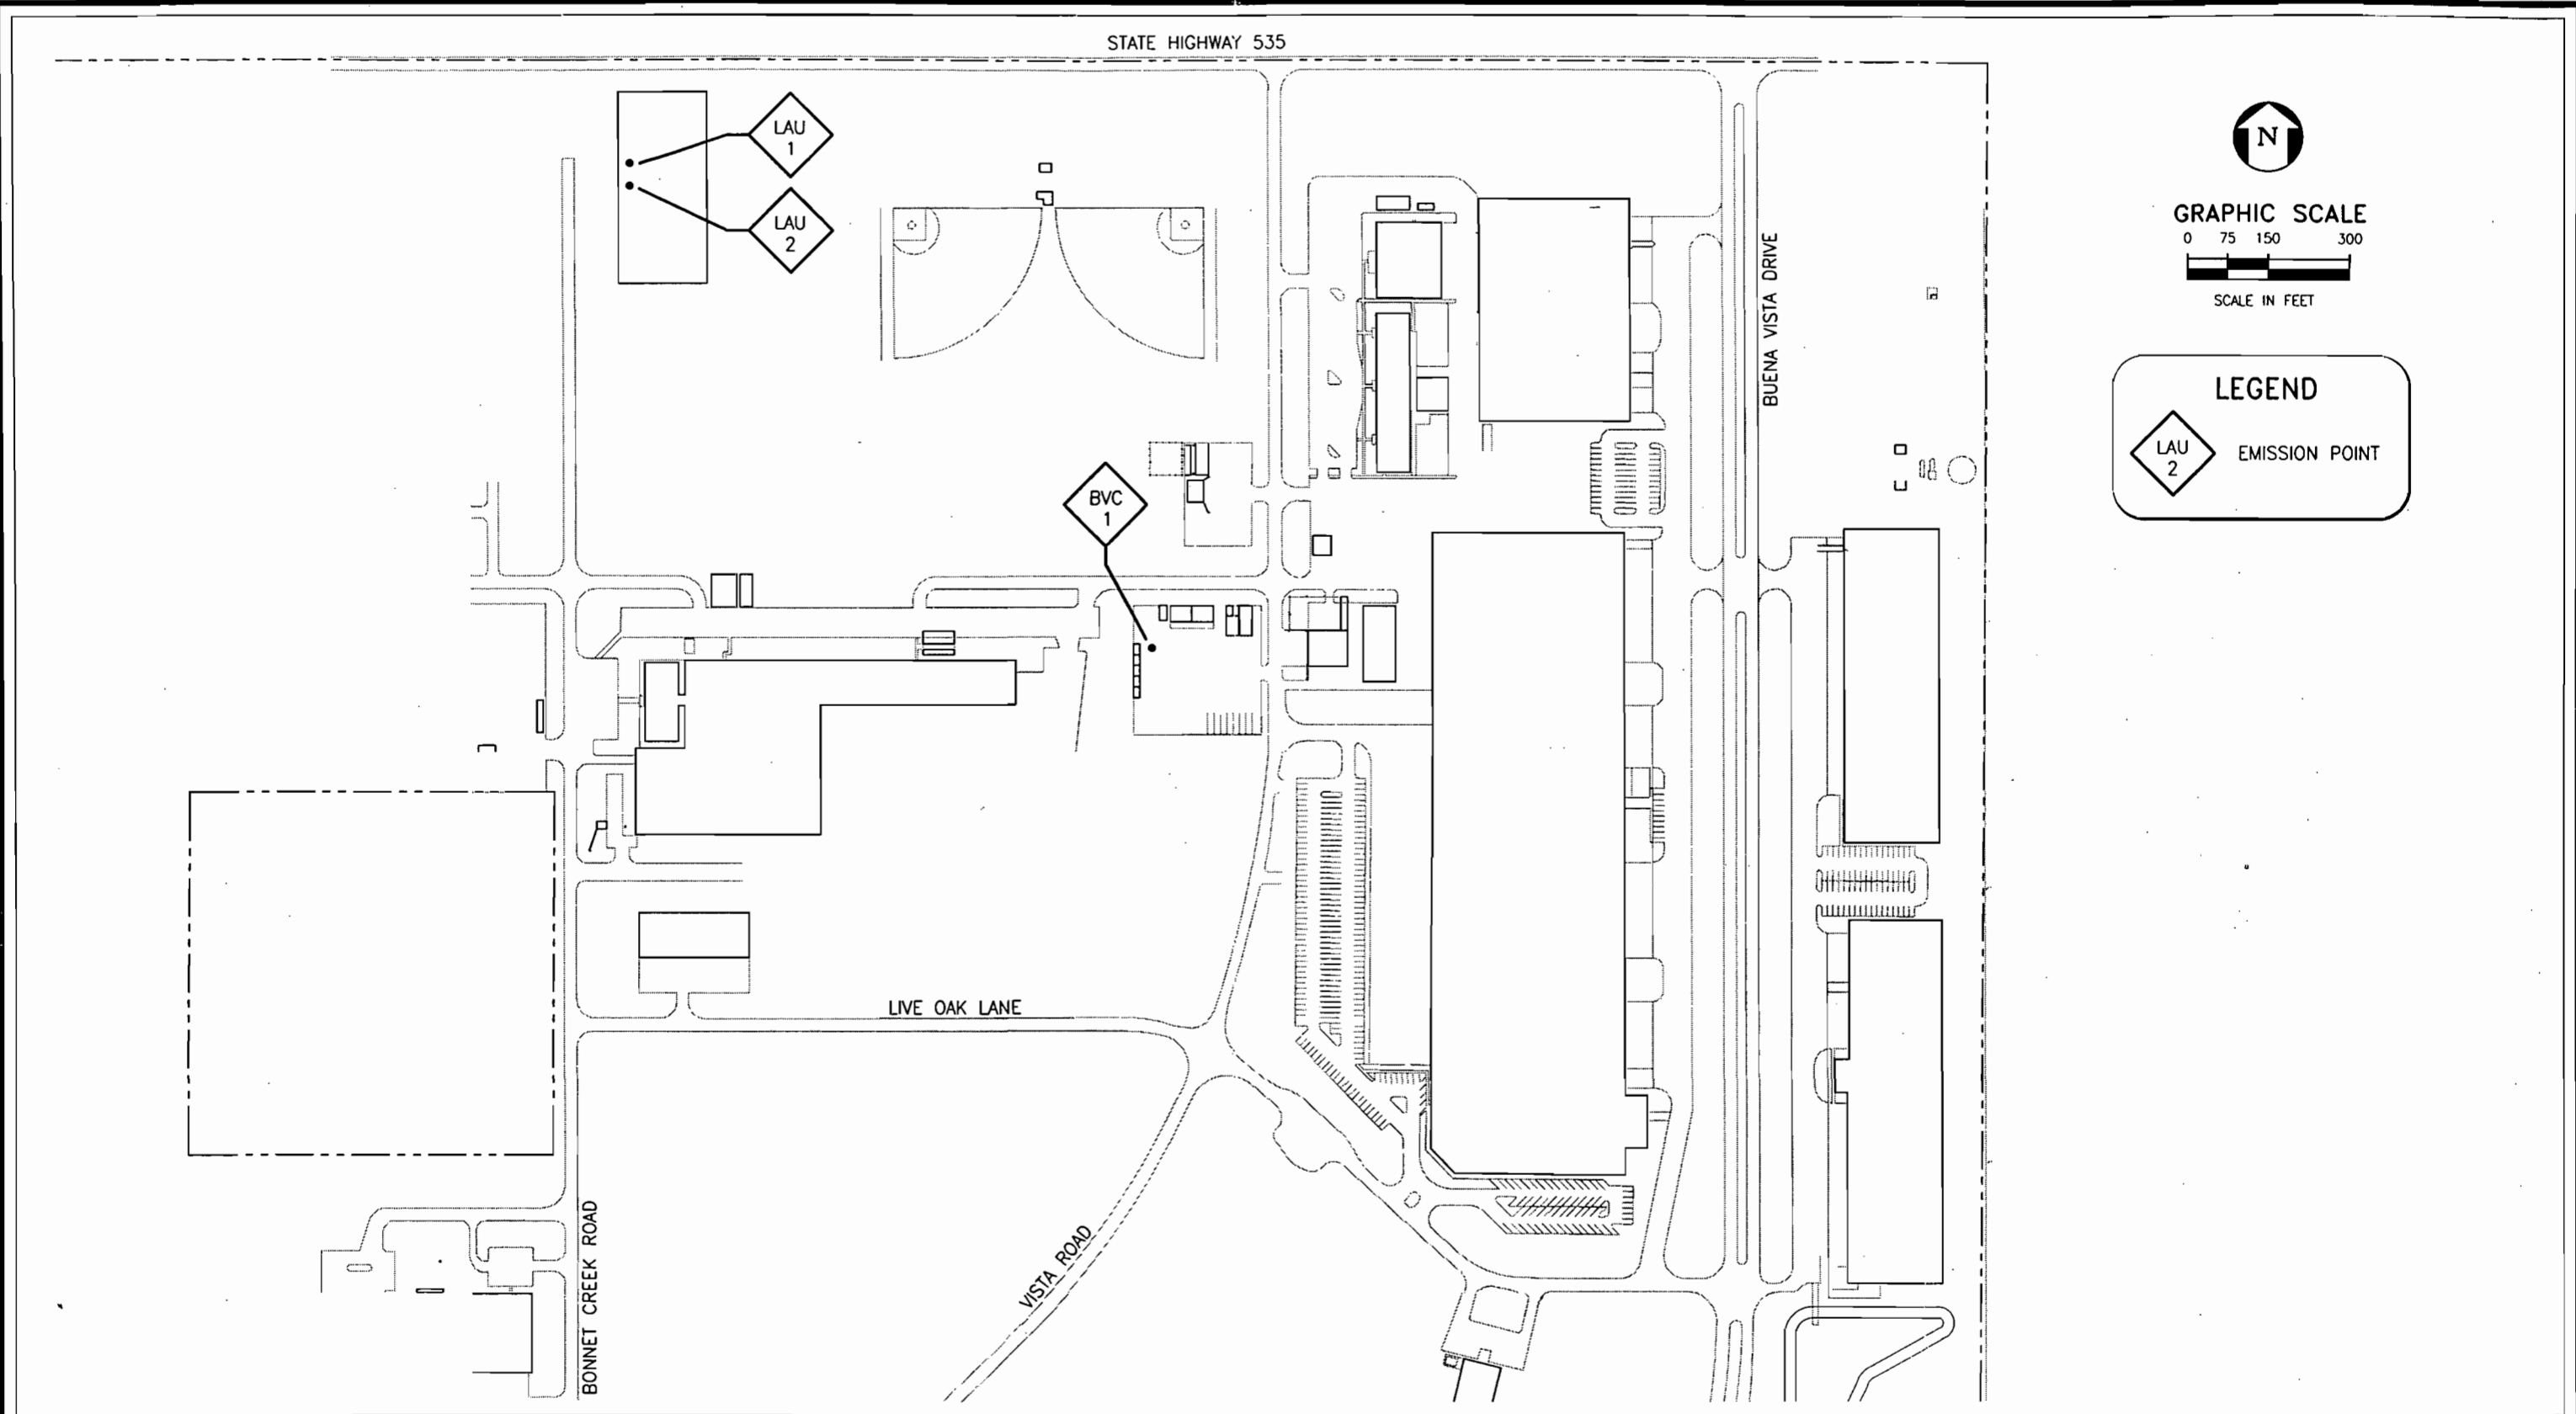 STATE HIGHWAY 535
LAU
1
LAU
2
N
GRAPHIC SCALE
0 75 150 300
SCALE IN FEET
BUENA VISTA DRIVE
LEGEND
LAU
2
EMISSION POINT
BVC
1
LIVE OAK LANE
BONNET CREEK ROAD
VISTA ROAD